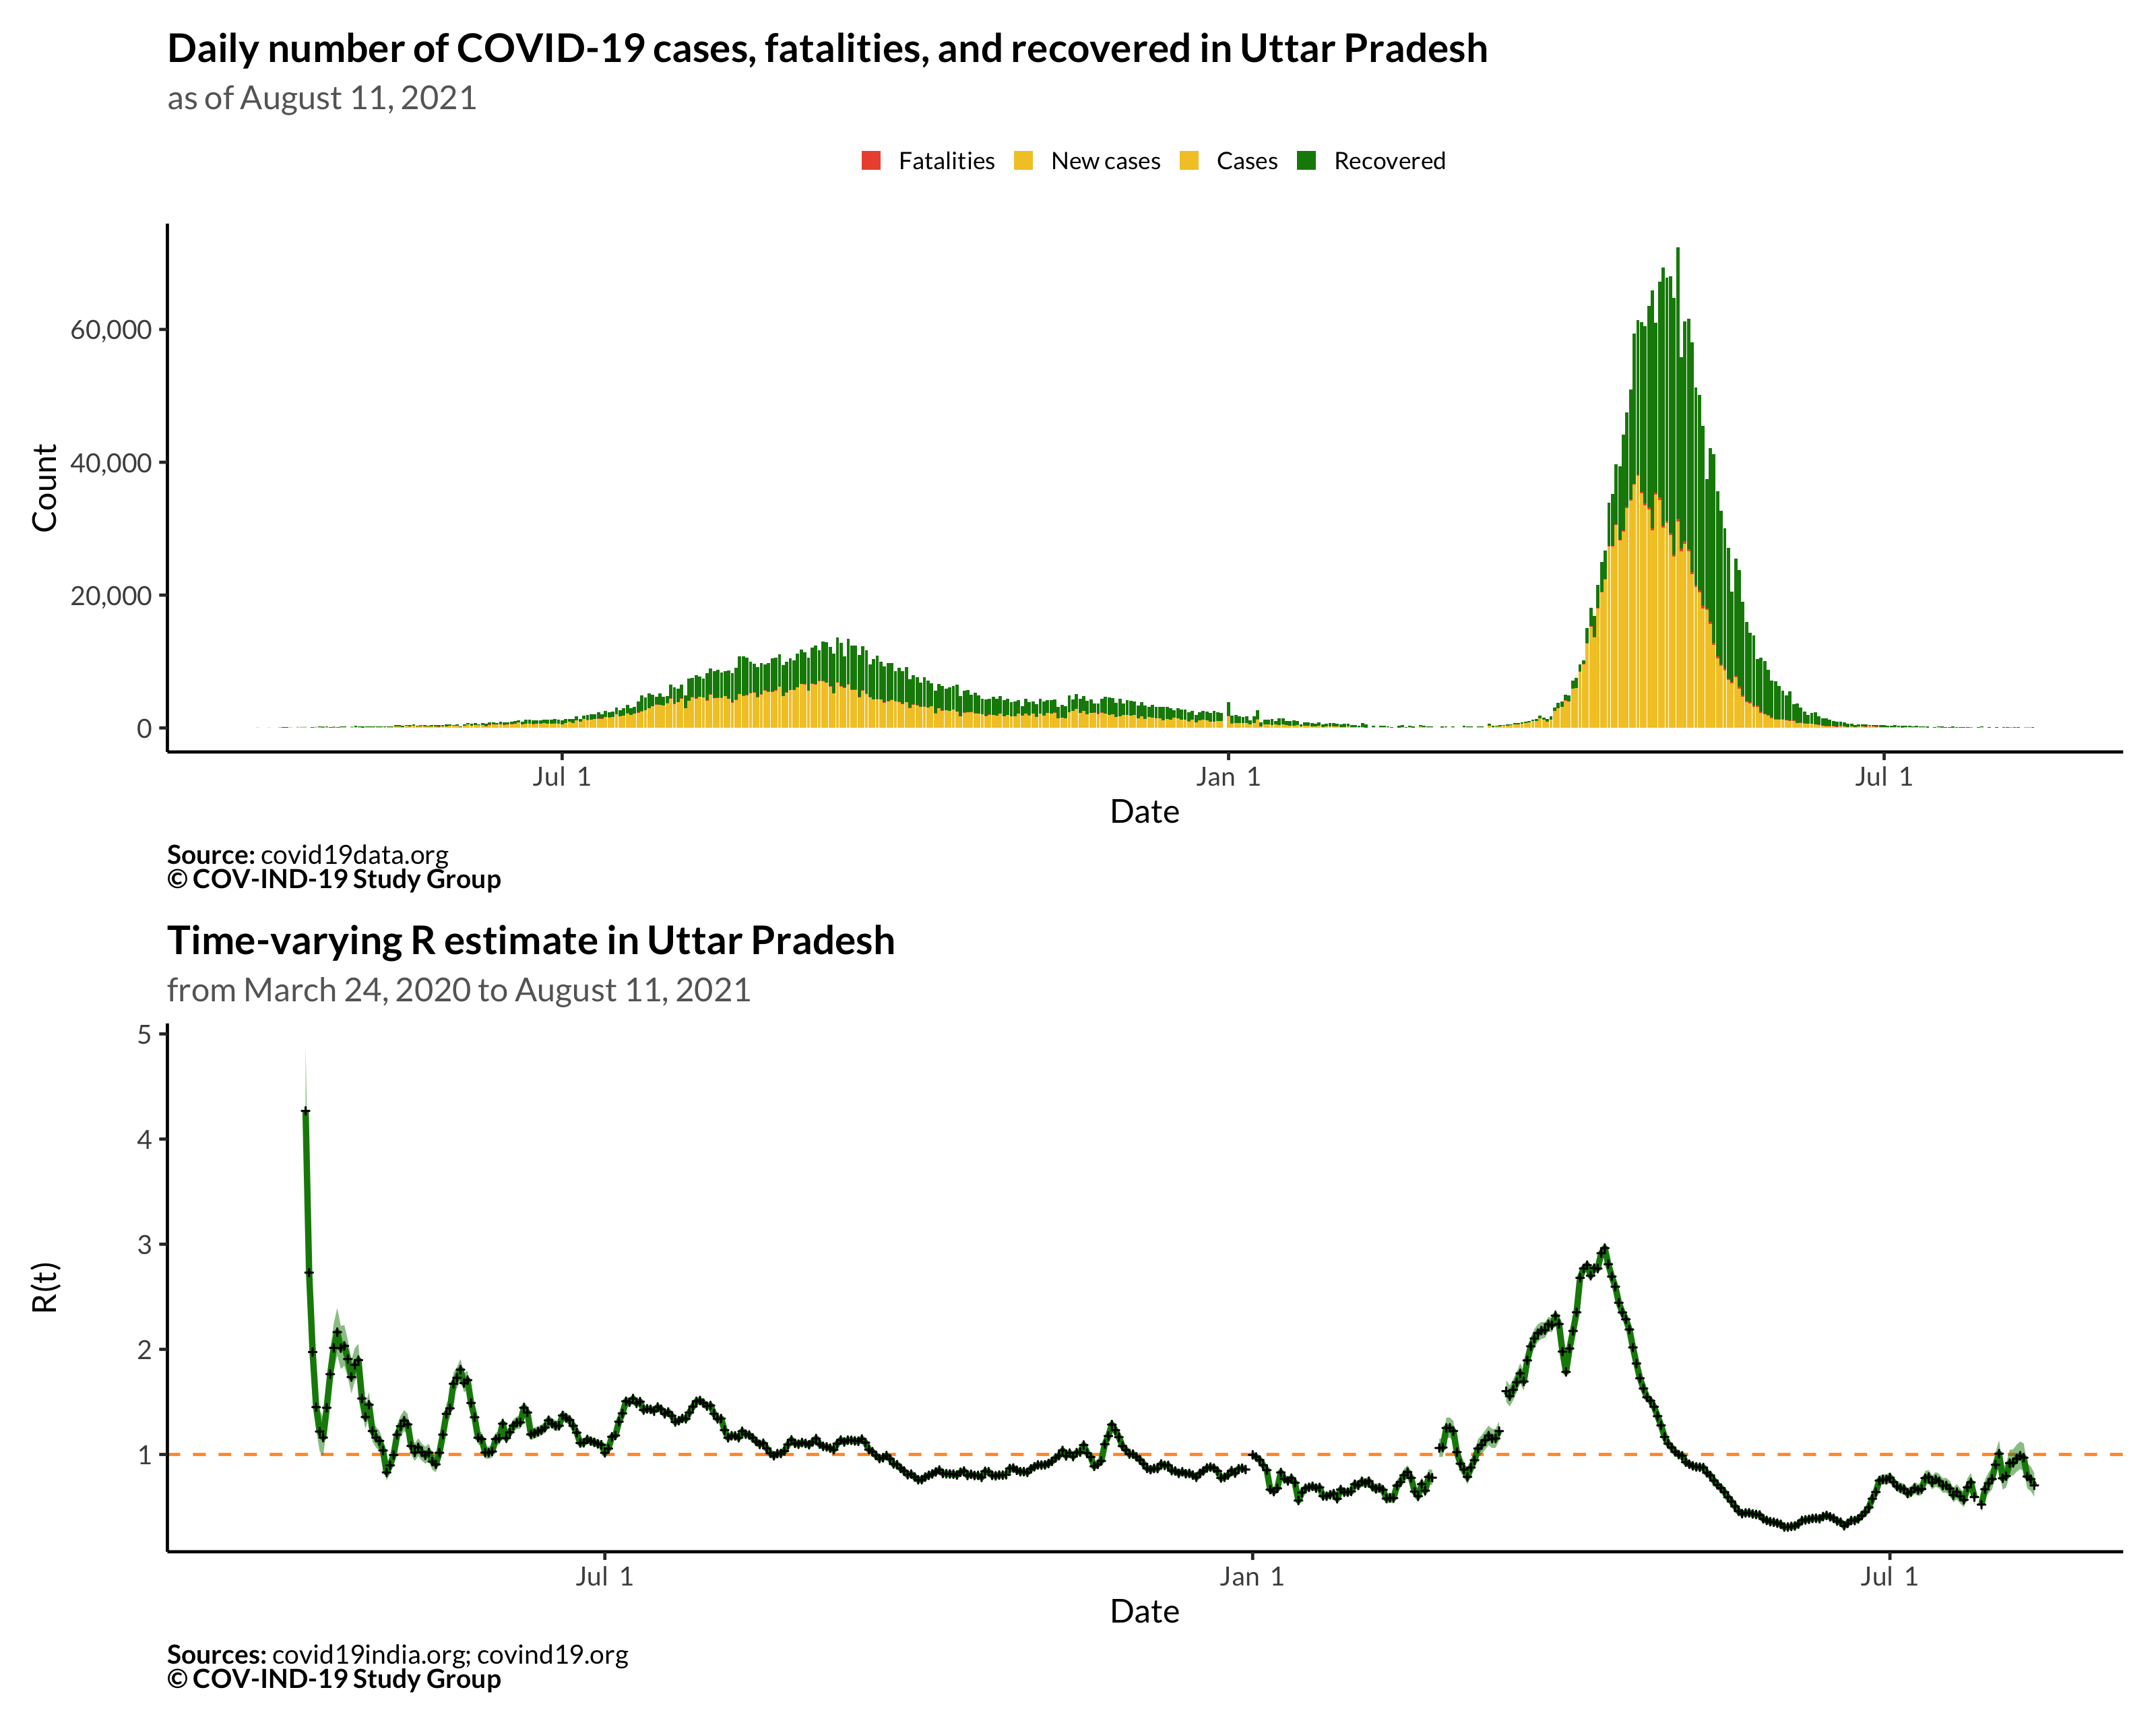 Daily number of COVID-19 cases, fatalities, and recovered in Uttar Pradesh
as of August 11, 2021
Fatalities New cases Cases Recovered
Count
60,000
40,000
20,000
0
Jul 1 Jan 1 Jul 1
Date
Source: covid19data.org
© COV-IND-19 Study Group
Time-varying R estimate in Uttar Pradesh
from March 24, 2020 to August 11, 2021
R(t)
5
4
3
2
1
Jul 1 Jan 1 Jul 1
Date
Sources: covid19india.org; covind19.org
© COV-IND-19 Study Group